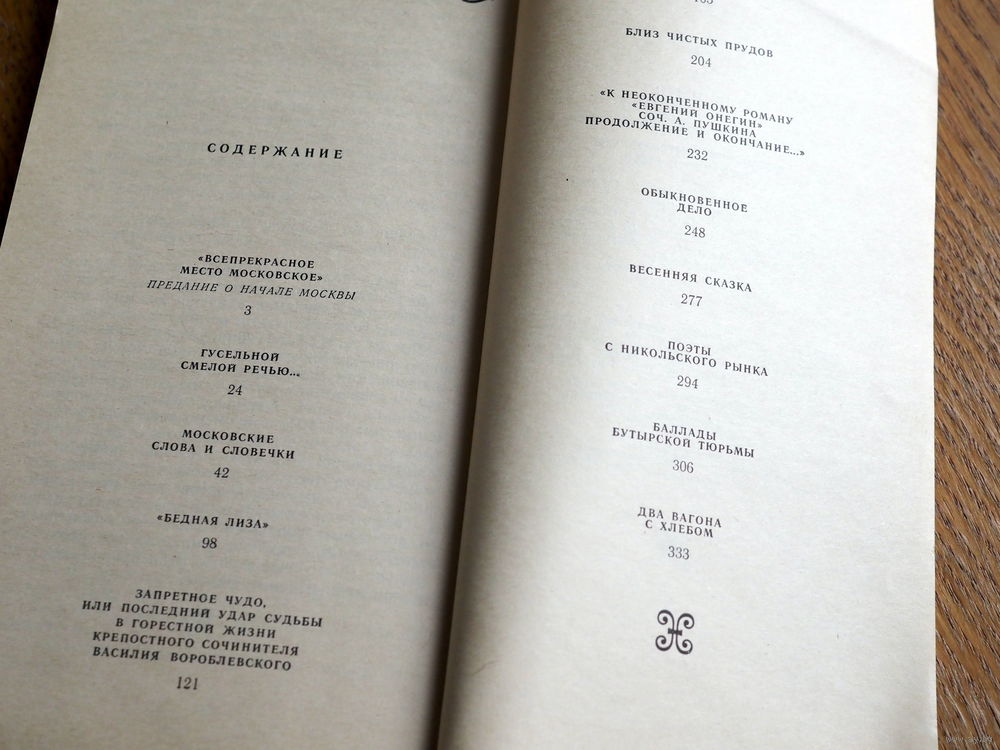 СОДЕРЖАНИЕ
«ВСЕПРЕКРАСНОЕ
МЕСТО МОСКОВСКОЕ»
ПРЕДАНИЕ О НАЧАЛЕ МОСКВЫ
3
ГУСЕЛЬНОЙ
СМЕЛОЙ РЕЧЬЮ...
24
МОСКОВСКИЕ
СЛОВА И СЛОВЕЧКИ
42
«БЕДНАЯ ЛИЗА»
98
ЗАПРЕТНОЕ ЧУДО,
ИЛИ ПОСЛЕДНИЙ УДАР СУДЬБЫ
В ГОРЕСТНОЙ ЖИЗНИ
КРЕПОСТНОГО СОЧИНИТЕЛЯ
ВАСИЛИЯ ВОРОБЛЕВСКОГО
121
БЛИЗ ЧИСТЫХ ПРУДОВ
204
«К НЕОКОНЧЕННОМУ РОМАНУ
«ЕВГЕНИЙ ОНЕГИН»
СОЧ. А. ПУШКИНА
ПРОДОЛЖЕНИЕ И ОКОНЧАНИЕ...»
232
ОБЫКНОВЕННОЕ
ДЕЛО
248
ВЕСЕННЯЯ СКАЗКА
277
ПОЭТЫ
С НИКОЛЬСКОГО РЫНКА
294
БАЛЛАДЫ
БУТЫРСКОЙ ТЮРЬМЫ
306
ДВА ВАГОНА
С ХЛЕБОМ
333